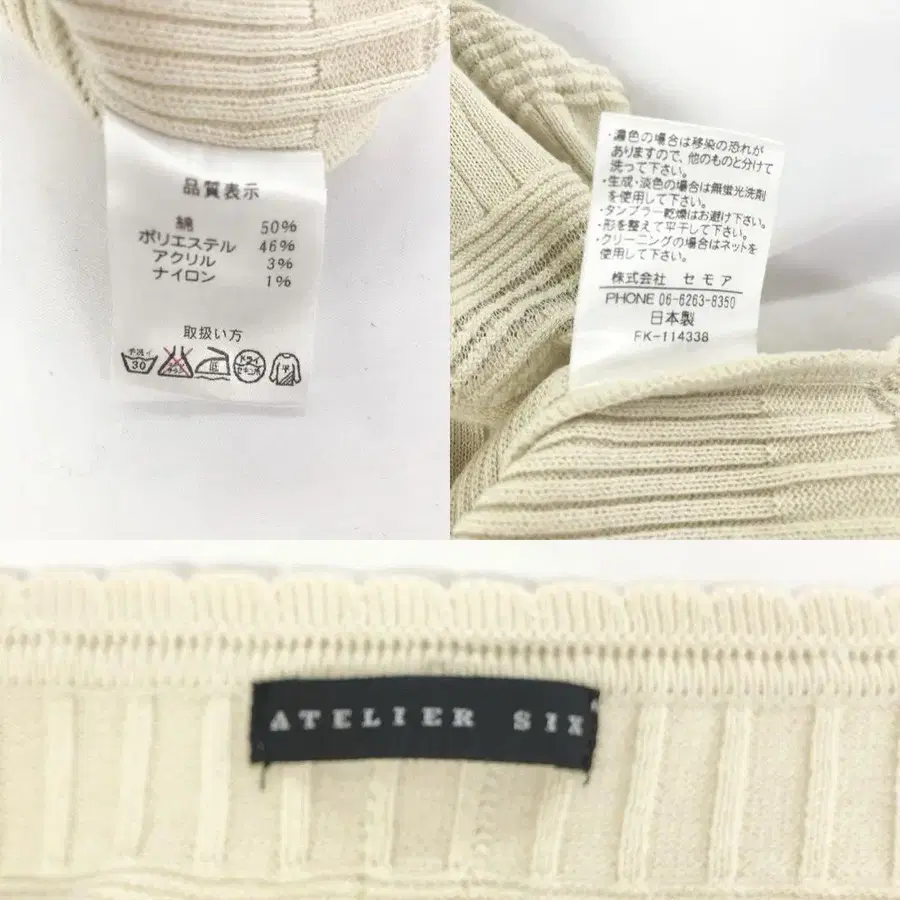 品質表示
綿 50%
ポリエステル 46%
アクリル 3%
ナイロン 1%
取扱い方
30
ドライ
平
・濃色の場合は移染の恐れが
ありますので、他のものと分けて
洗って下さい。
・生成・淡色の場合は無蛍光洗剤
を使用して下さい。
・タンブラー乾燥はお避け下さい。
・形を整えて平干して下さい。
・クリーニングの場合はネットを
使用して下さい。
株式会社 セモア
PHONE 06-6263-8350
日本製
FK-114338
ATELIER SIX